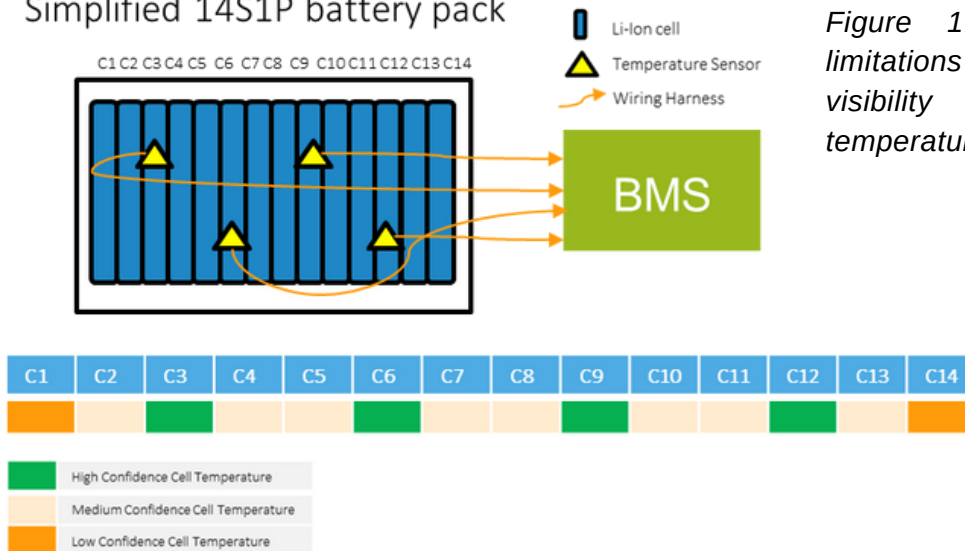 Simplified 14S1P battery pack
C1 C2 C3 C4 C5 C6 C7 C8 C9 C10 C11 C12 C13 C14
Li-Ion cell
Temperature Sensor
Wiring Harness
BMS
Figure 1
limitations
visibility
C1 C2 C3 C4 C5 C6 C7 C8 C9 C10 C11 C12 C13 C14
High Confidence Cell Temperature
Medium Confidence Cell Temperature
Low Confidence Cell Temperature